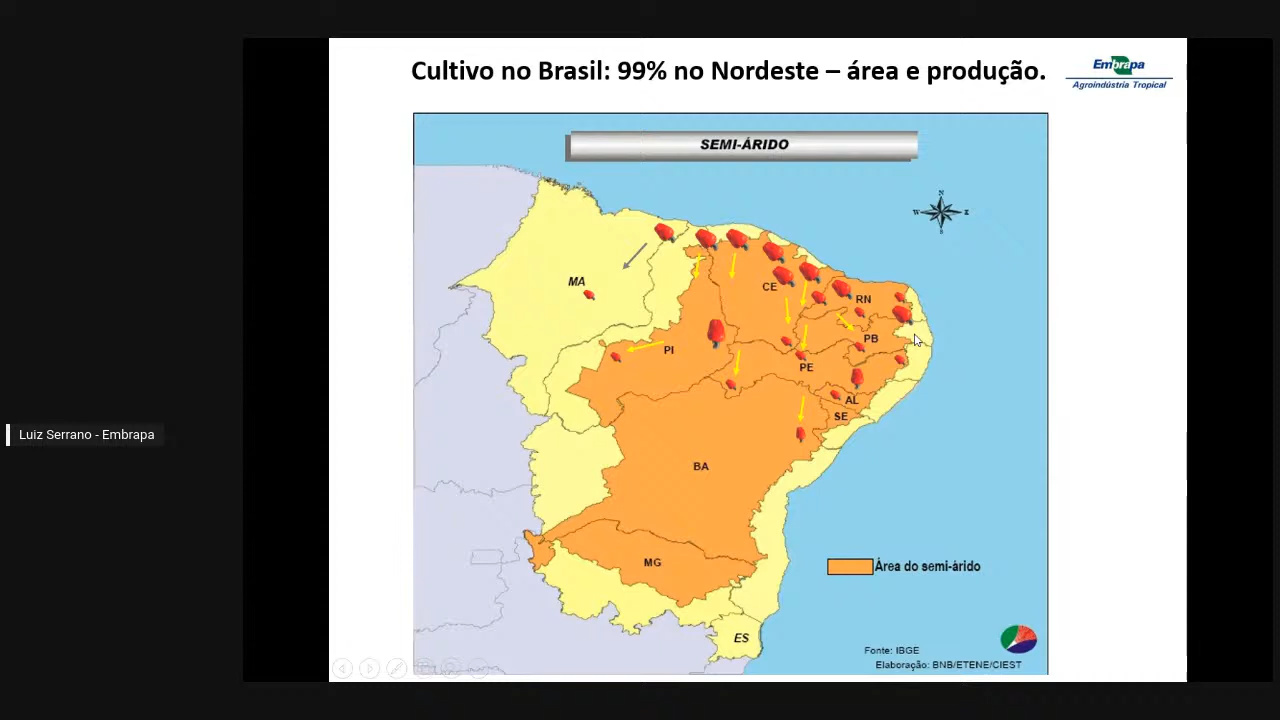 Cultivo no Brasil: 99% no Nordeste – área e produção.
Embrapa
Agroindústria Tropical
SEMI-ÁRIDO
N
W
E
S
MA
CE
RN
PB
PI
PE
AL
SE
BA
MG
ES
Área do semi-árido
Fonte: IBGE
Elaboração: BNB/ETENE/CIEST
Luiz Serrano - Embrapa